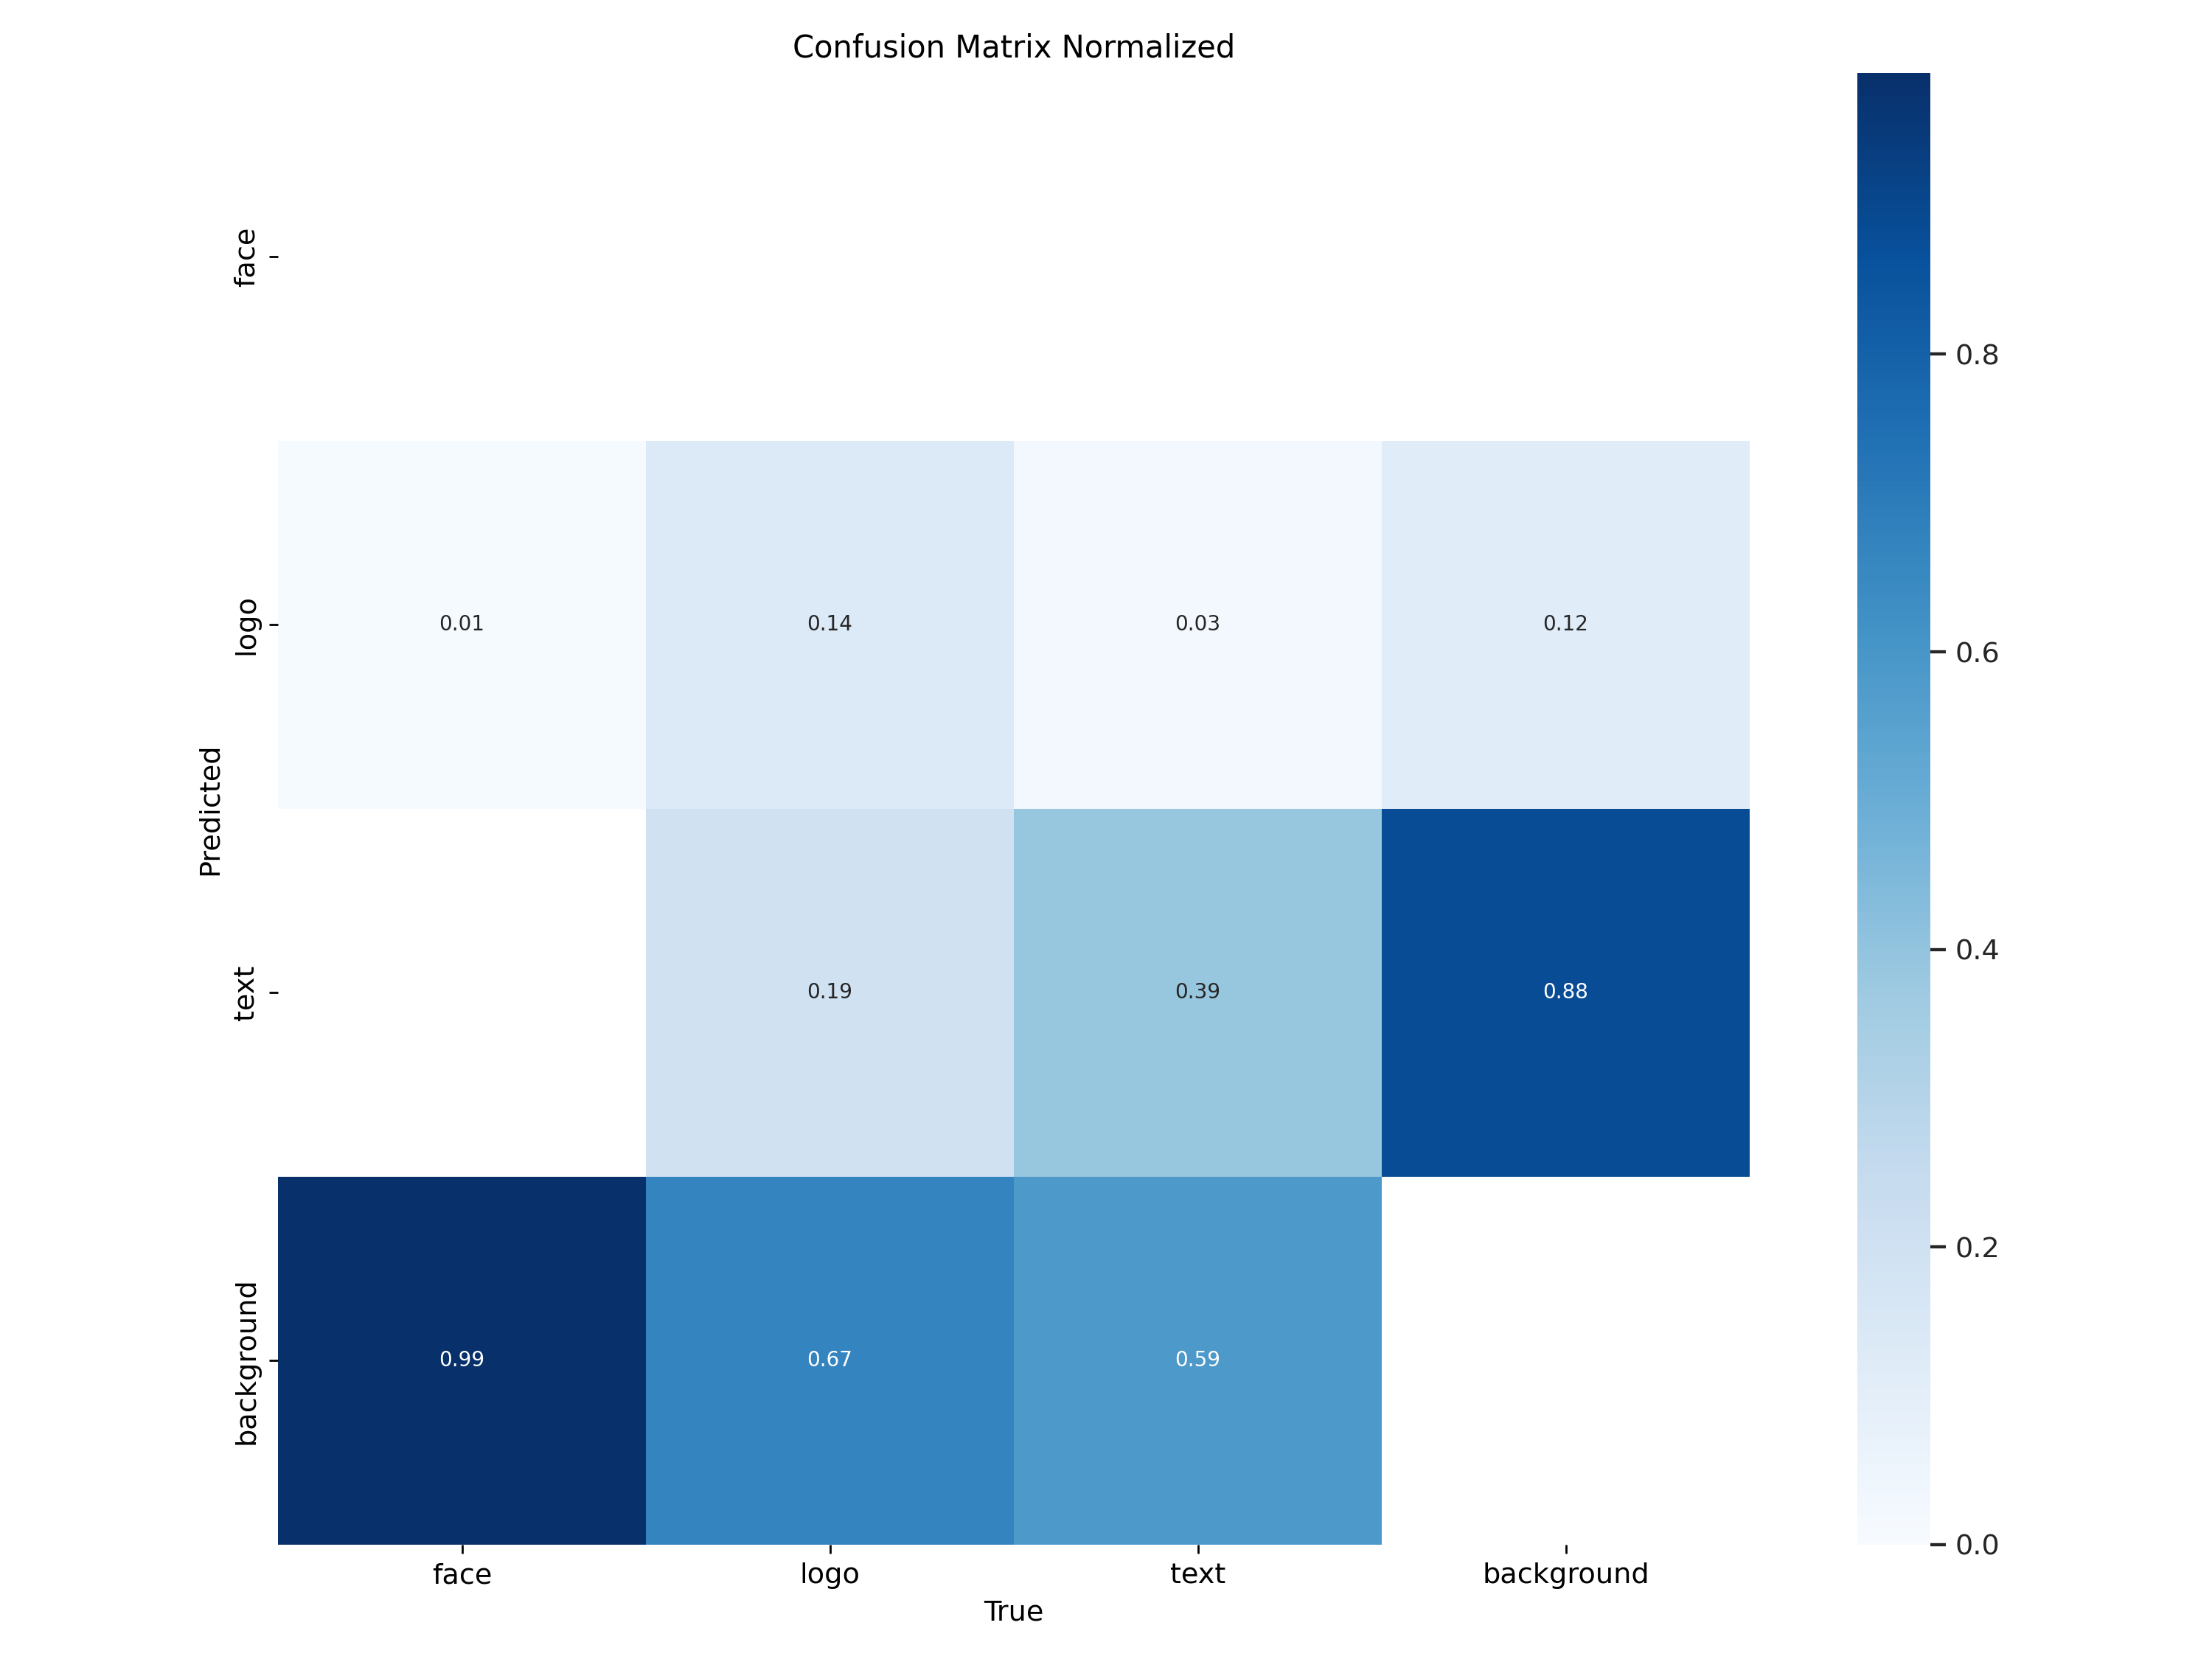 Confusion Matrix Normalized
face
logo
0.01 0.14 0.03 0.12
Predicted
text
0.19 0.39 0.88
background
0.99 0.67 0.59
face logo text background
True
0.8
0.6
0.4
0.2
0.0